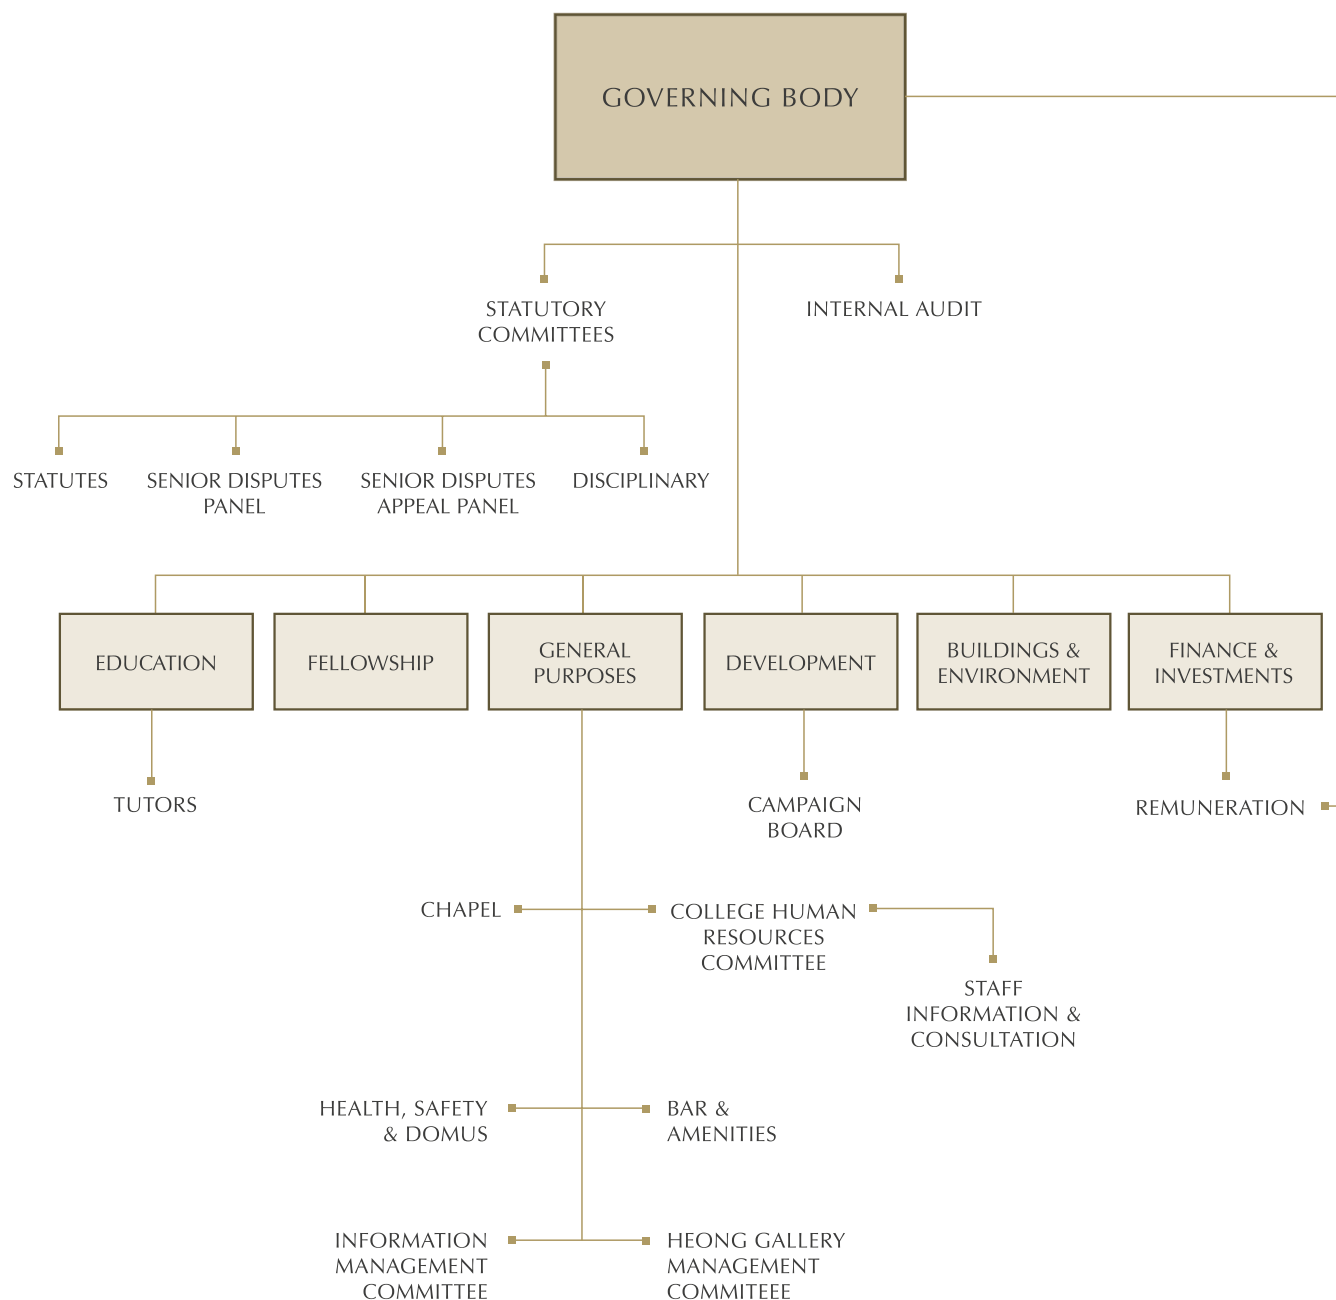 GOVERNING BODY
STATUTORY
COMMITTEES
INTERNAL AUDIT
STATUTES
SENIOR DISPUTES
PANEL
SENIOR DISPUTES
APPEAL PANEL
DISCIPLINARY
EDUCATION
FELLOWSHIP
GENERAL
PURPOSES
DEVELOPMENT
BUILDINGS &
ENVIRONMENT
FINANCE &
INVESTMENTS
TUTORS
CAMPAIGN
BOARD
REMUNERATION
CHAPEL
COLLEGE HUMAN
RESOURCES
COMMITTEE
STAFF
INFORMATION &
CONSULTATION
HEALTH, SAFETY
& DOMUS
BAR &
AMENITIES
INFORMATION
MANAGEMENT
COMMITTEE
HEONG GALLERY
MANAGEMENT
COMMITEEE